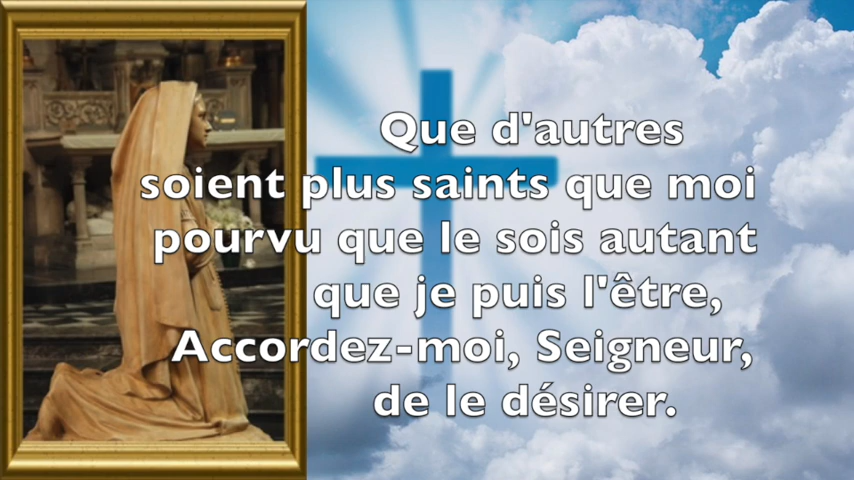 Que d'autres
soient plus saints que moi
pourvu que le sois autant
que je puis l'être,
Accordez-moi, Seigneur,
de le désirer.